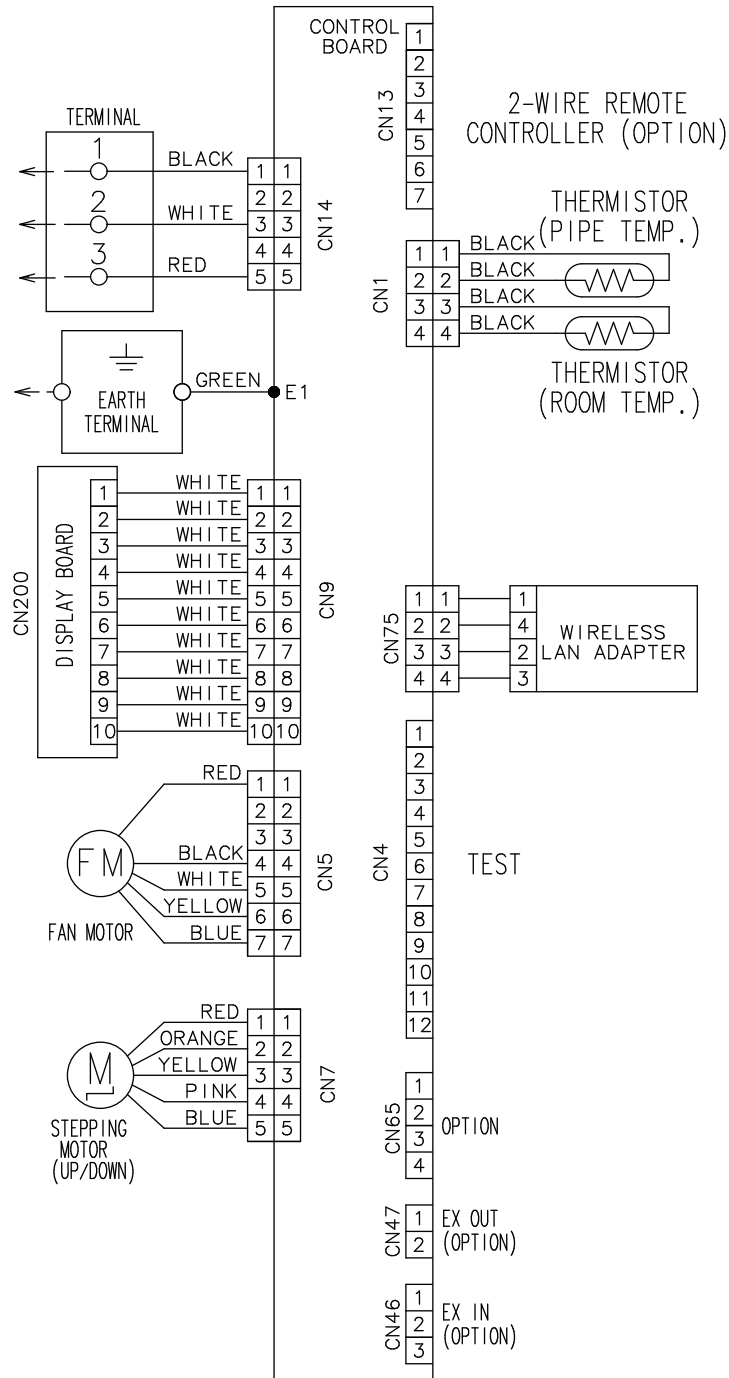 CONTROL
BOARD
CN13
1
2
3
4
5
6
7
2-WIRE REMOTE
CONTROLLER (OPTION)
TERMINAL
1
2
3
BLACK
WHITE
RED
1 1
2 2
3 3
4 4
5 5
CN14
THERMISTOR
(PIPE TEMP.)
CN1
1 1
2 2
3 3
4 4
BLACK
BLACK
BLACK
BLACK
THERMISTOR
(ROOM TEMP.)
EARTH
TERMINAL
GREEN
E1
CN200
DISPLAY BOARD
1 WHITE 1 1
2 WHITE 2 2
3 WHITE 3 3
4 WHITE 4 4
5 WHITE 5 5
6 WHITE 6 6
7 WHITE 7 7
8 WHITE 8 8
9 WHITE 9 9
10 WHITE 10 10
CN9
CN75
1 1 1
2 2 4
3 3 2
4 4 3
WIRELESS
LAN ADAPTER
FM
FAN MOTOR
RED 1 1
2 2
3 3
BLACK 4 4
WHITE 5 5
YELLOW 6 6
BLUE 7 7
CN5
CN4
1
2
3
4
5
6
7
8
9
10
11
12
TEST
M
STEPPING
MOTOR
(UP/DOWN)
RED 1 1
ORANGE 2 2
YELLOW 3 3
PINK 4 4
BLUE 5 5
CN7
CN65
1
2
3
4
OPTION
CN47
1
2
EX OUT
(OPTION)
CN46
1
2
3
EX IN
(OPTION)